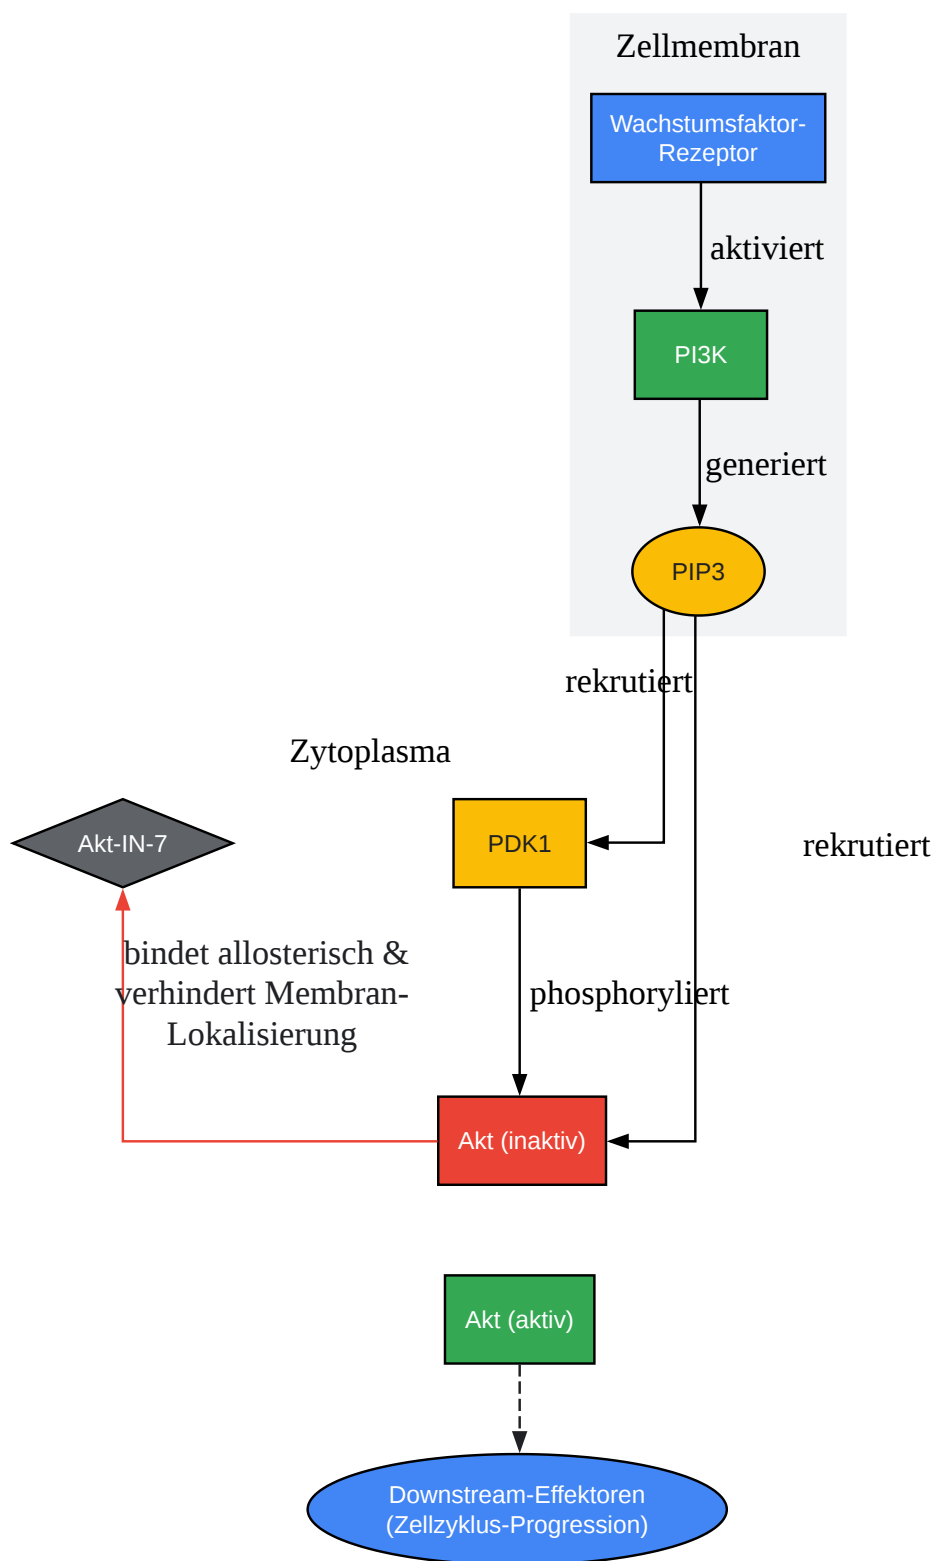 Zellmembran
Wachstumsfaktor-
Rezeptor
aktiviert
PI3K
generiert
PIP3
rekrutiert
Zytoplasma
Akt-IN-7
PDK1
rekrutiert
bindet allosterisch &
verhindert Membran-
Lokalisierung
phosphoryliert
Akt (inaktiv)
Akt (aktiv)
Downstream-Effektoren
(Zellzyklus-Progression)